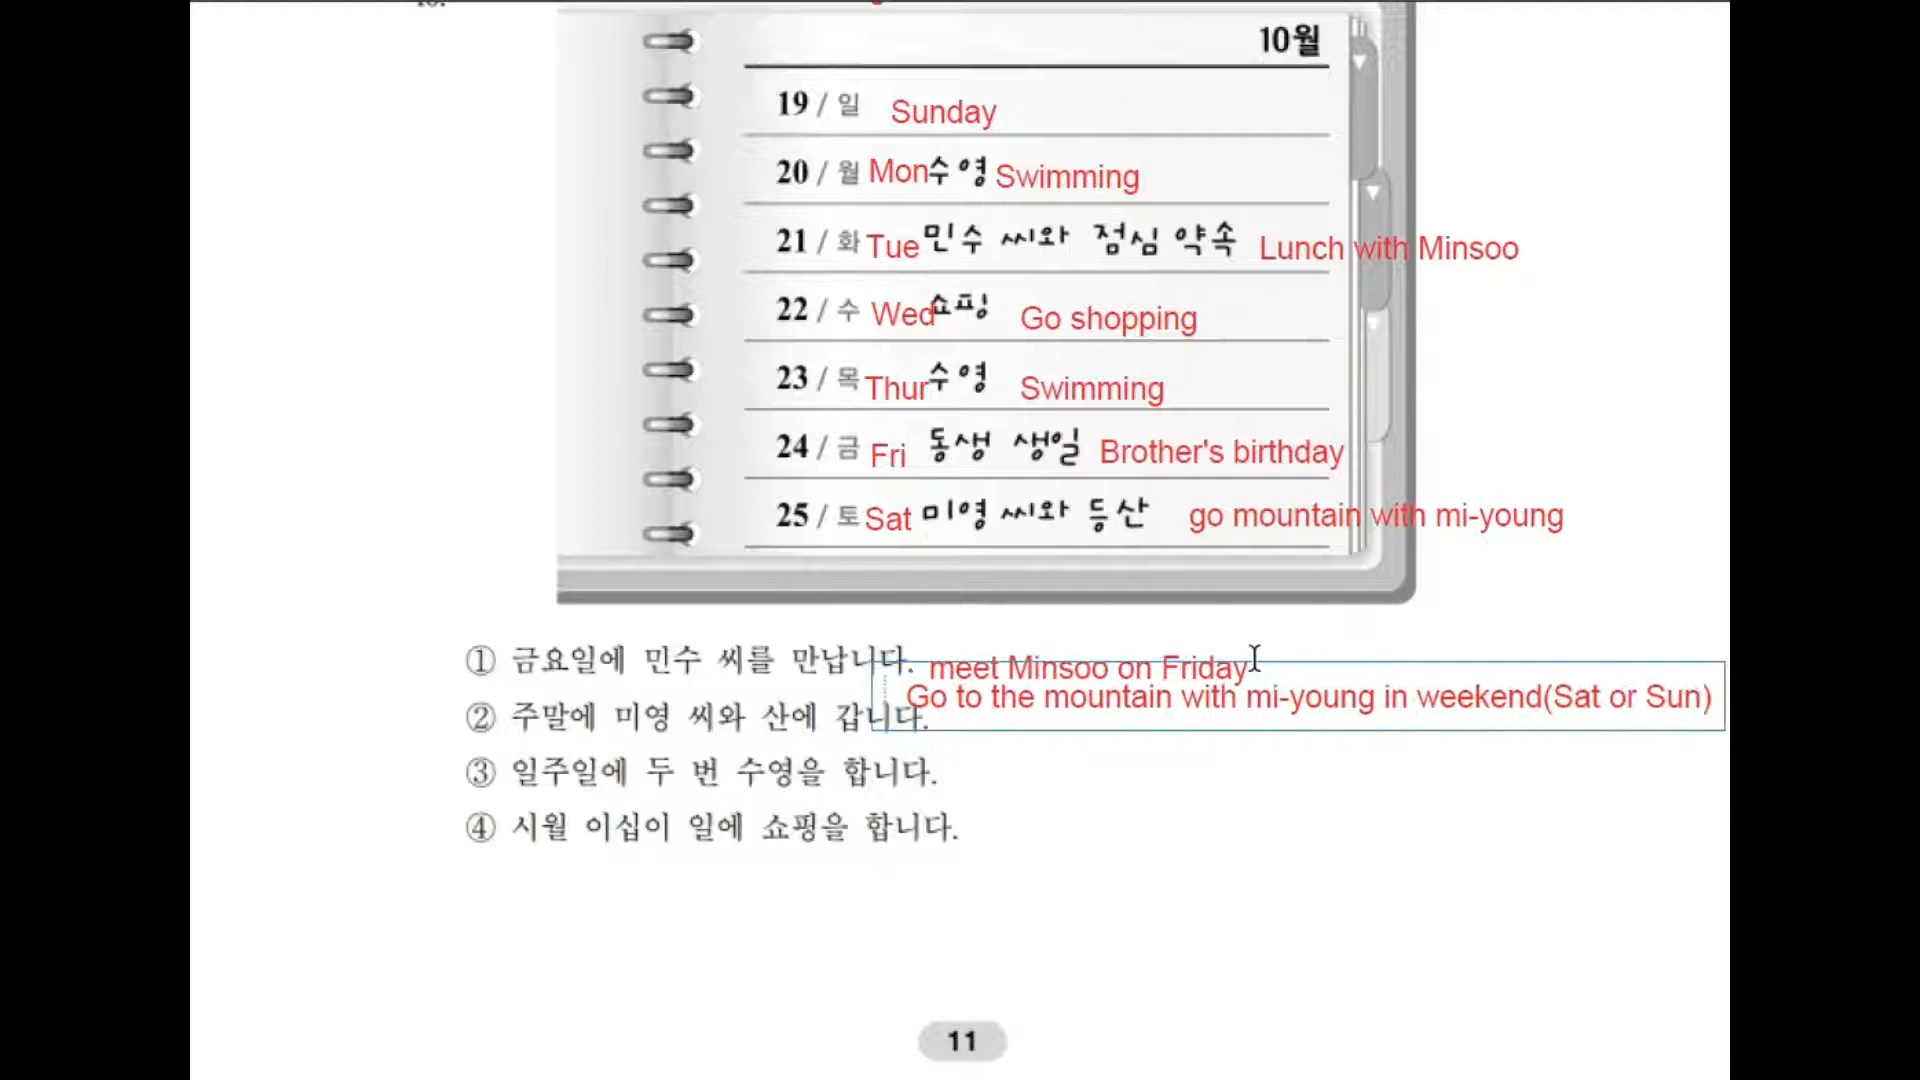 10월
19 / 일 Sunday
20 / 월 Mon 수영 Swimming
21 / 화 Tue 민수 씨와 점심 약속 Lunch with Minsoo
22 / 수 Wed 쇼핑 Go shopping
23 / 목 Thur 수영 Swimming
24 / 금 Fri 동생 생일 Brother's birthday
25 / 토 Sat 미영 씨와 등산 go mountain with mi-young
① 금요일에 민수 씨를 만납니다. meet Minsoo on Friday
Go to the mountain with mi-young in weekend(Sat or Sun)
② 주말에 미영 씨와 산에 갑니다.
③ 일주일에 두 번 수영을 합니다.
④ 시월 이십이 일에 쇼핑을 합니다.
11